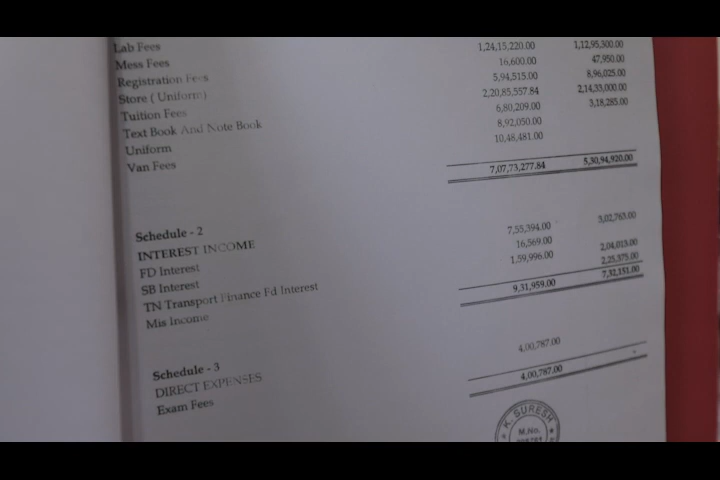 Lab Fees
Mess Fees 1,24,15,220.00 1,12,95,300.00
Registration Fees 16,600.00 47,950.00
Store ( Uniform) 5,94,515.00 8,96,025.00
Tuition Fees 2,20,85,557.84 2,14,33,000.00
Text Book And Note Book 6,80,209.00 3,18,285.00
Uniform 8,92,050.00
Van Fees 10,48,481.00
7,07,73,277.84 5,30,94,920.00
Schedule - 2
INTEREST INCOME
FD Interest 7,55,394.00 3,02,763.00
SB Interest 16,569.00
TN Transport Finance Fd Interest 1,59,996.00 2,04,013.00
Mis Income 2,25,375.00
9,31,959.00 7,32,151.00
Schedule - 3
DIRECT EXPENSES
Exam Fees 4,00,787.00
4,00,787.00
K. SURESH
M.No.